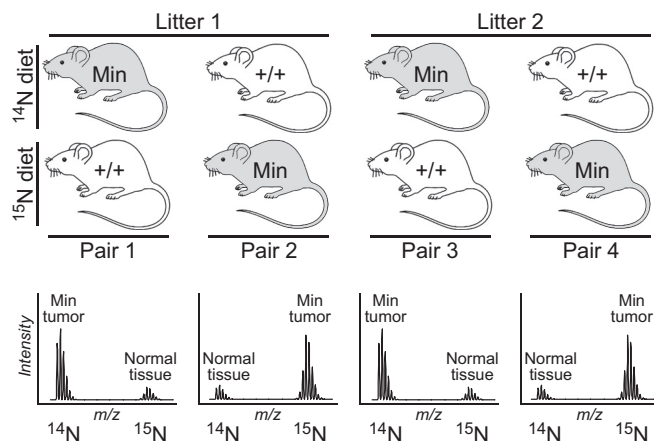 Litter 1 Litter 2
¹⁴N diet Min +/+ Min +/+
¹⁵N diet +/+ Min +/+ Min
Pair 1 Pair 2 Pair 3 Pair 4
Intensity
Min
tumor
Normal
tissue
m/z
¹⁴N ¹⁵N
Min
tumor
Normal
tissue
m/z
¹⁴N ¹⁵N
Min
tumor
Normal
tissue
m/z
¹⁴N ¹⁵N
Min
tumor
Normal
tissue
m/z
¹⁴N ¹⁵N